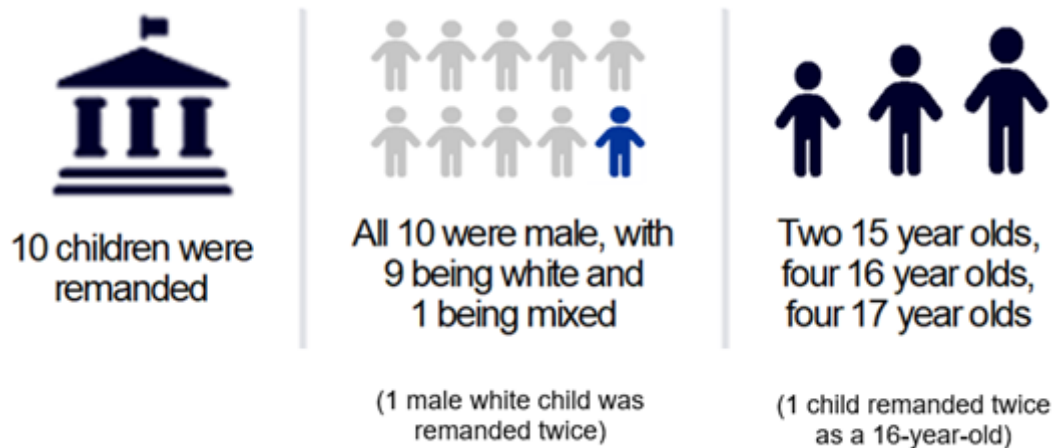 10 children were
remanded
All 10 were male, with
9 being white and
1 being mixed
(1 male white child was
remanded twice)
Two 15 year olds,
four 16 year olds,
four 17 year olds
(1 child remanded twice
as a 16-year-old)